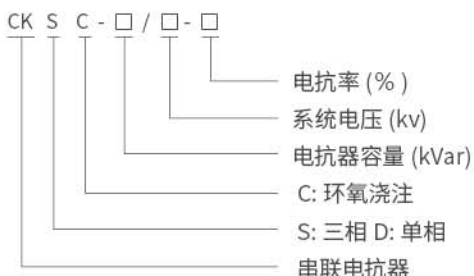 CK S C - □ / □ - □
电抗率 (% )
系统电压 (kv)
电抗器容量 (kVar)
C: 环氧浇注
S: 三相 D: 单相
串联电抗器